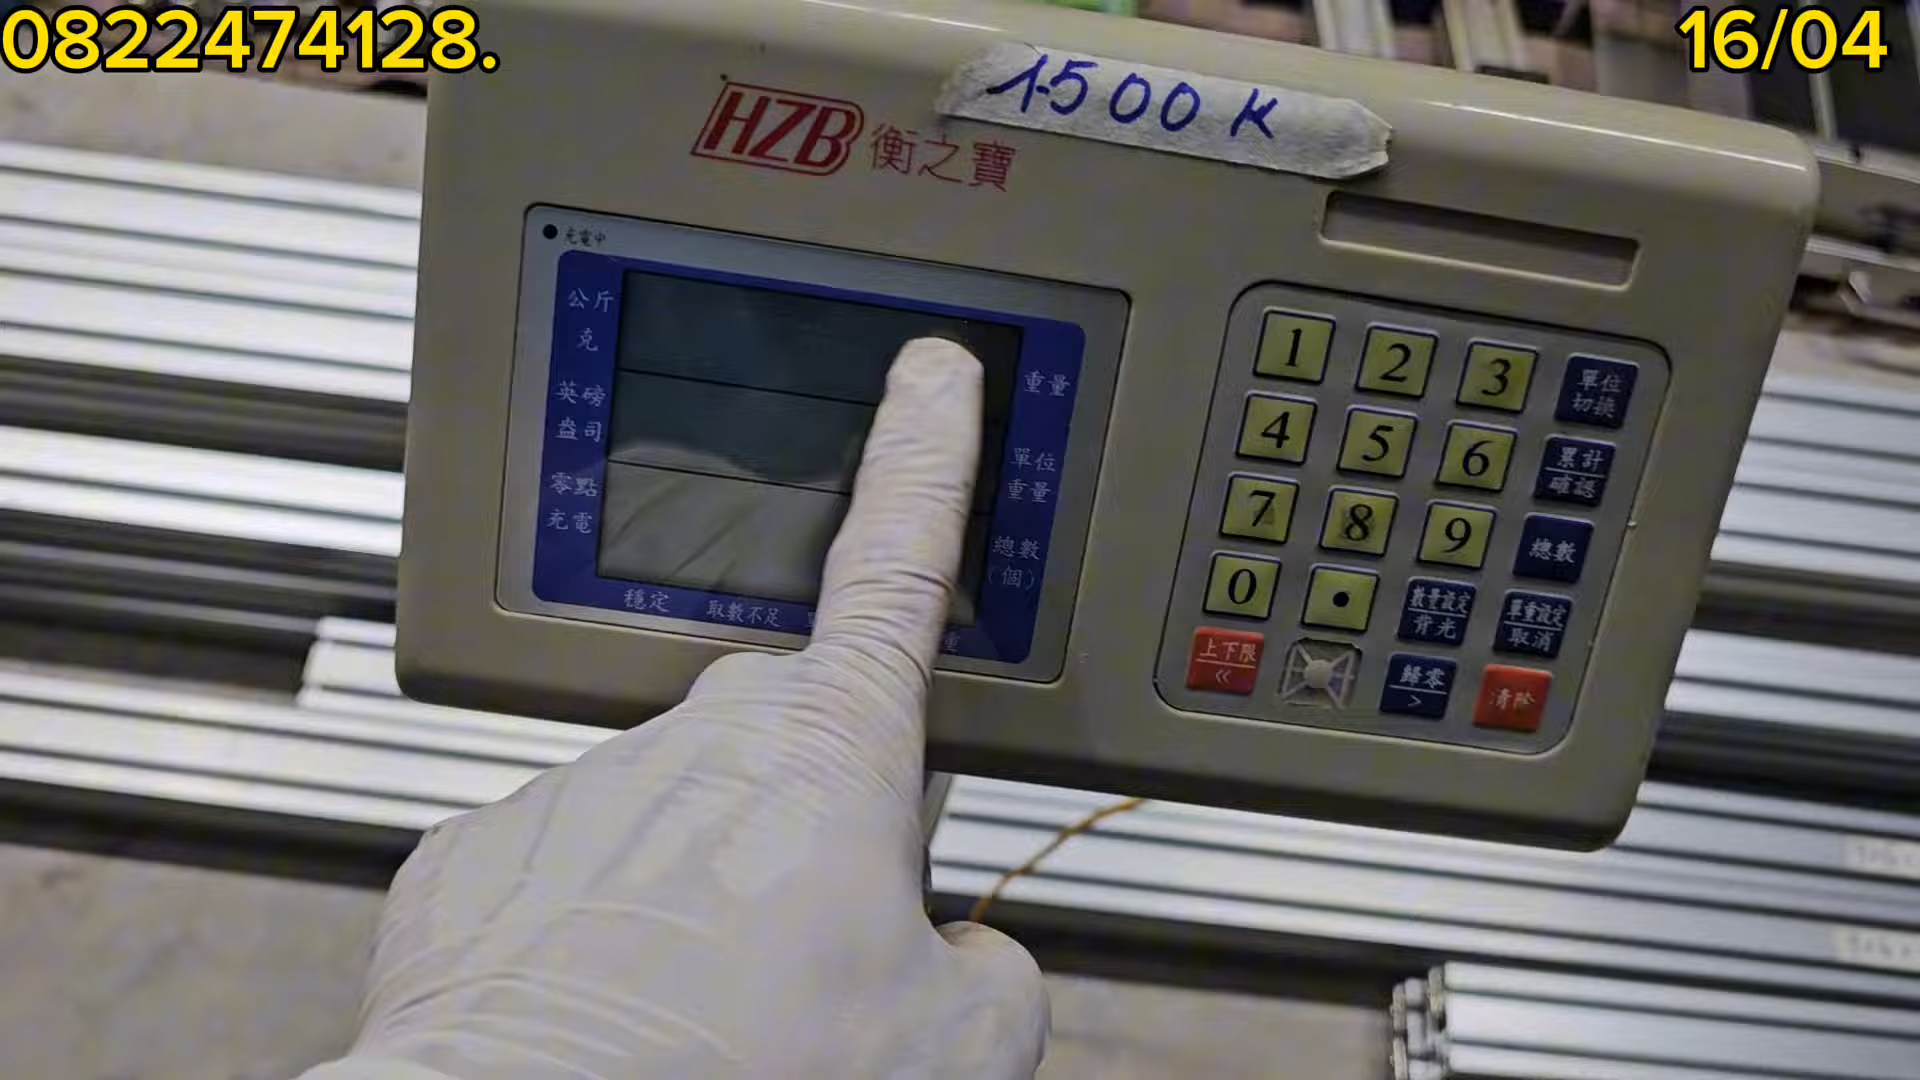 0822474128.
16/04
1500 K
HZB 衡之寶
充電中
公斤
克
英磅
盎司
零點
充電
重量
單位
重量
總數
(個)
穩定
取數不足
重
1
2
3
單位
切換
4
5
6
累計
確認
7
8
9
總數
0
•
數量設定
背光
單重設定
取消
上下限
<<
歸零
>
清除